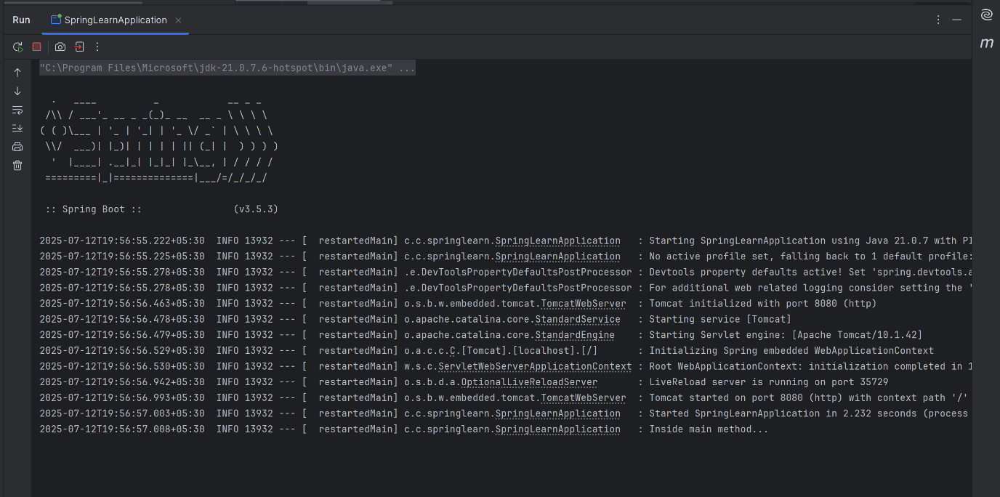 Run SpringLearnApplication
"C:\Program Files\Microsoft\jdk-21.0.7.6-hotspot\bin\java.exe" ...
  .   ____          _            __ _ _
 /\\ / ___'_ __ _ _(_)_ __  __ _ \ \ \ \
( ( )\___ | '_ | '_| | '_ \/ _` | \ \ \ \
 \\/  ___)| |_)| | | | | || (_| |  ) ) ) )
  '  |____| .__|_| |_|_| |_\__, | / / / /
 =========|_|==============|___/=/_/_/_/
 :: Spring Boot ::                (v3.5.3)
2025-07-12T19:56:55.222+05:30  INFO 13932 --- [  restartedMain] c.c.springlearn.SpringLearnApplication   : Starting SpringLearnApplication using Java 21.0.7 with PI
2025-07-12T19:56:55.225+05:30  INFO 13932 --- [  restartedMain] c.c.springlearn.SpringLearnApplication   : No active profile set, falling back to 1 default profile:
2025-07-12T19:56:55.278+05:30  INFO 13932 --- [  restartedMain] .e.DevToolsPropertyDefaultsPostProcessor : Devtools property defaults active! Set 'spring.devtools.a
2025-07-12T19:56:55.278+05:30  INFO 13932 --- [  restartedMain] .e.DevToolsPropertyDefaultsPostProcessor : For additional web related logging consider setting the '
2025-07-12T19:56:56.463+05:30  INFO 13932 --- [  restartedMain] o.s.b.w.embedded.tomcat.TomcatWebServer  : Tomcat initialized with port 8080 (http)
2025-07-12T19:56:56.478+05:30  INFO 13932 --- [  restartedMain] o.apache.catalina.core.StandardService   : Starting service [Tomcat]
2025-07-12T19:56:56.479+05:30  INFO 13932 --- [  restartedMain] o.apache.catalina.core.StandardEngine    : Starting Servlet engine: [Apache Tomcat/10.1.42]
2025-07-12T19:56:56.529+05:30  INFO 13932 --- [  restartedMain] o.a.c.c.C.[Tomcat].[localhost].[/]       : Initializing Spring embedded WebApplicationContext
2025-07-12T19:56:56.530+05:30  INFO 13932 --- [  restartedMain] w.s.c.ServletWebServerApplicationContext : Root WebApplicationContext: initialization completed in 1
2025-07-12T19:56:56.942+05:30  INFO 13932 --- [  restartedMain] o.s.b.d.a.OptionalLiveReloadServer       : LiveReload server is running on port 35729
2025-07-12T19:56:56.993+05:30  INFO 13932 --- [  restartedMain] o.s.b.w.embedded.tomcat.TomcatWebServer  : Tomcat started on port 8080 (http) with context path '/'
2025-07-12T19:56:57.003+05:30  INFO 13932 --- [  restartedMain] c.c.springlearn.SpringLearnApplication   : Started SpringLearnApplication in 2.232 seconds (process
2025-07-12T19:56:57.008+05:30  INFO 13932 --- [  restartedMain] c.c.springlearn.SpringLearnApplication   : Inside main method...